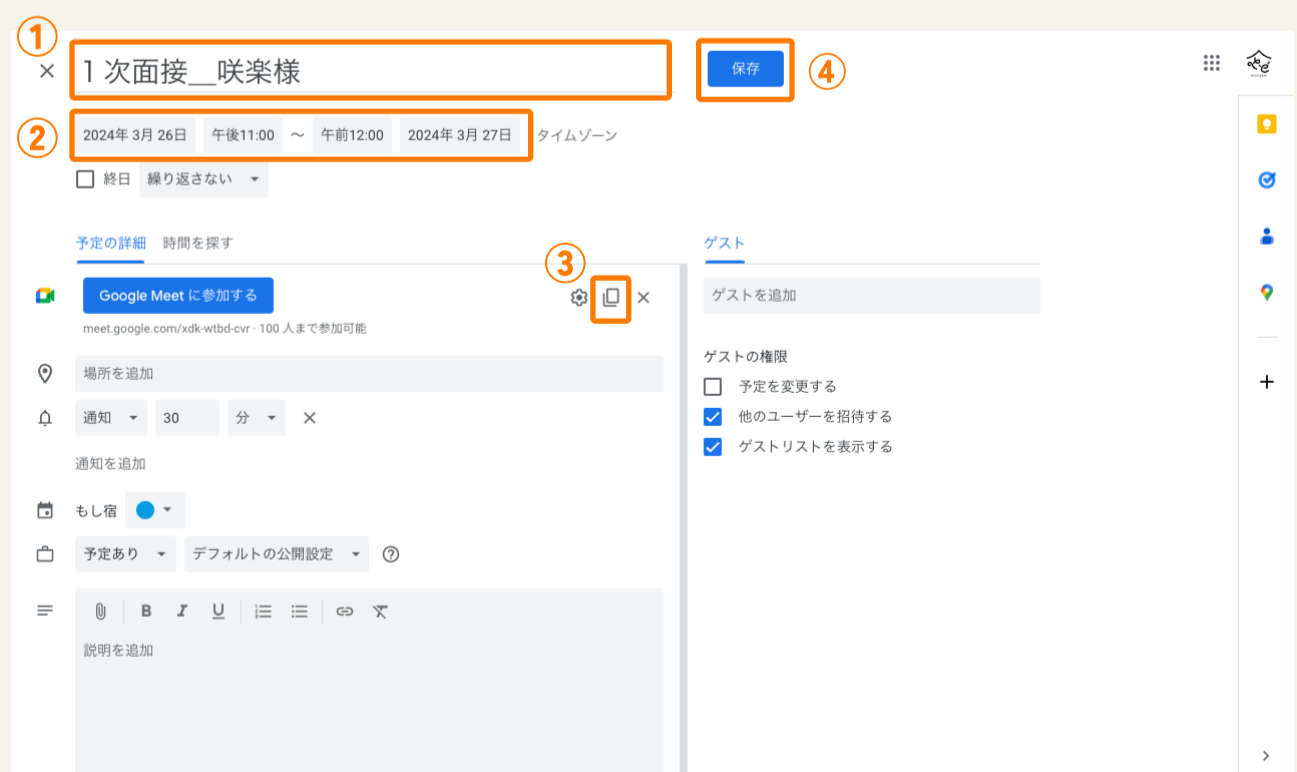 ①
1 次面接__咲楽様
保存
④
②
2024年 3月 26日 午後11:00 ～ 午前12:00 2024年 3月 27日 タイムゾーン
終日 繰り返さない
予定の詳細 時間を探す
ゲスト
③
Google Meet に参加する
meet.google.com/xdk-wtbd-cvr · 100 人まで参加可能
ゲストを追加
場所を追加
通知 30 分
通知を追加
ゲストの権限
予定を変更する
他のユーザーを招待する
ゲストリストを表示する
もし宿
予定あり デフォルトの公開設定
B I U
説明を追加